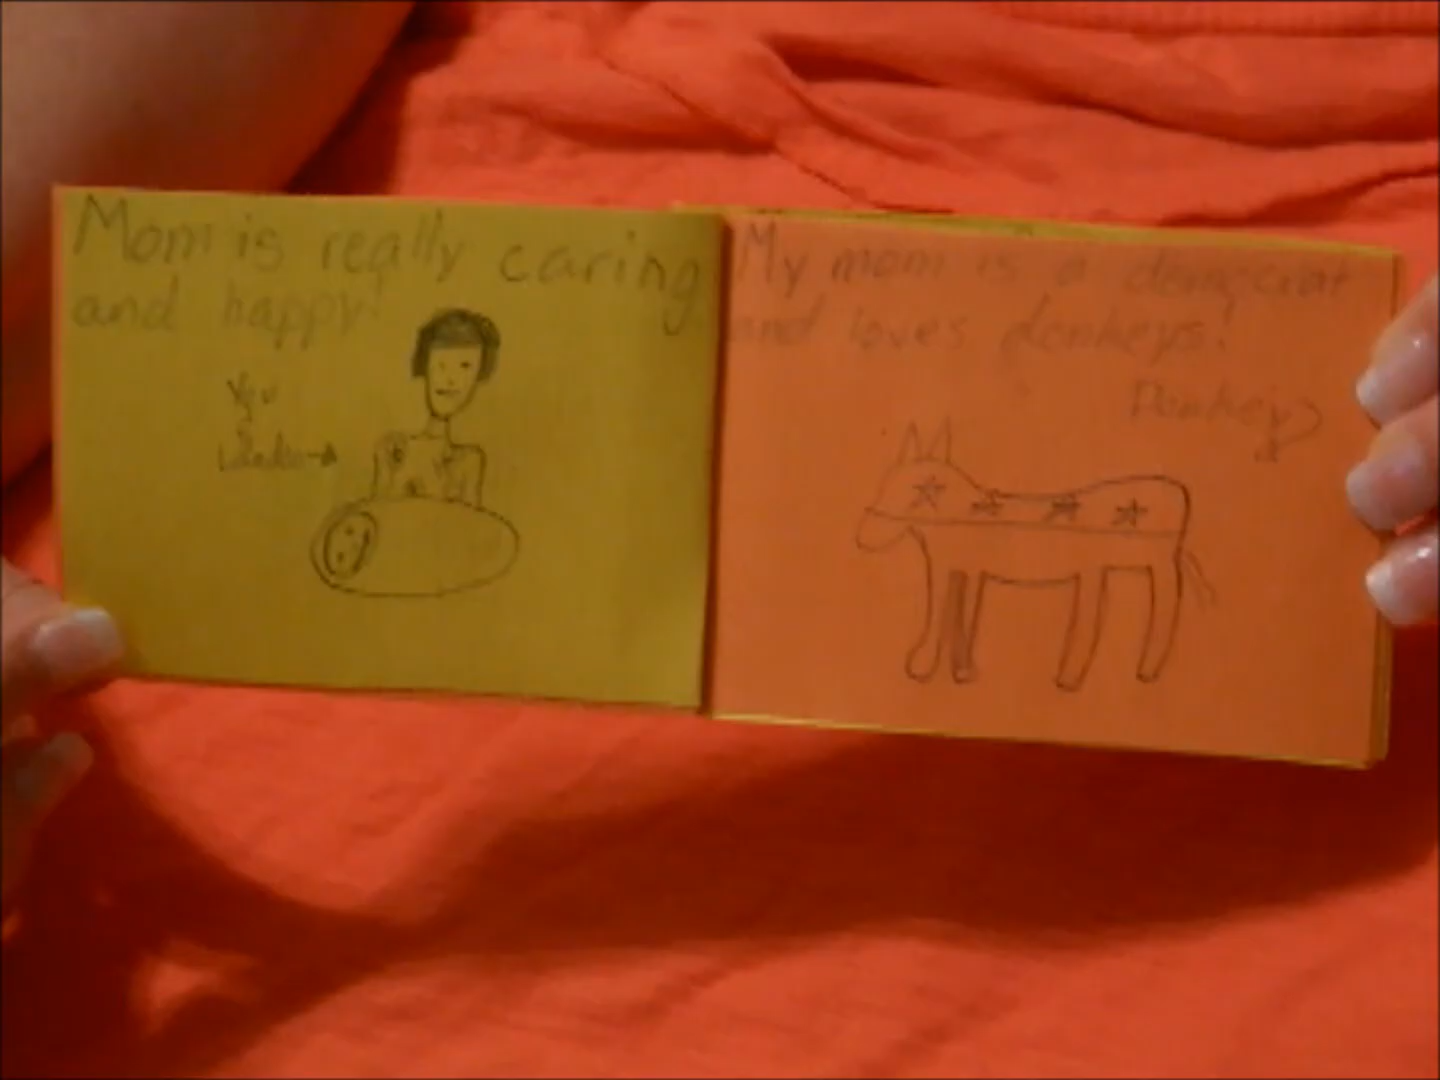 Mom is really caring
and happy!
You
My mom is a democrat
and loves donkeys!
Donkey